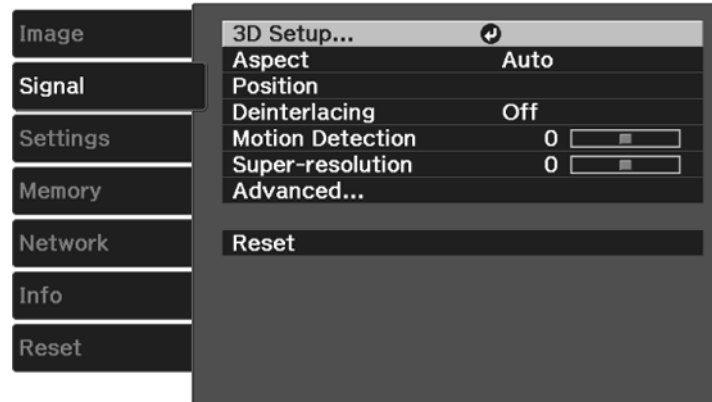 Image
Signal
Settings
Memory
Network
Info
Reset
3D Setup...
Aspect Auto
Position
Deinterlacing Off
Motion Detection 0
Super-resolution 0
Advanced...
Reset